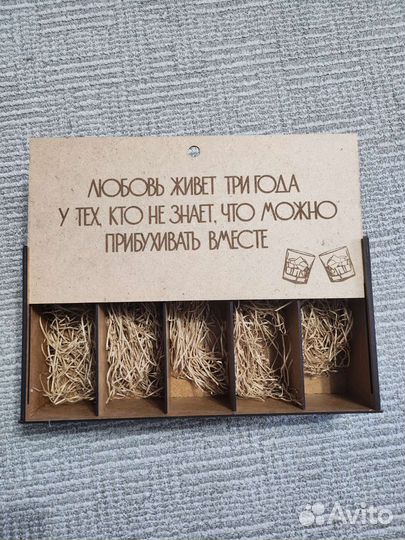 ЛЮБОВЬ ЖИВЕТ ТРИ ГОДА
У ТЕХ, КТО НЕ ЗНАЕТ, ЧТО МОЖНО
ПРИБУХИВАТЬ ВМЕСТЕ
Avito